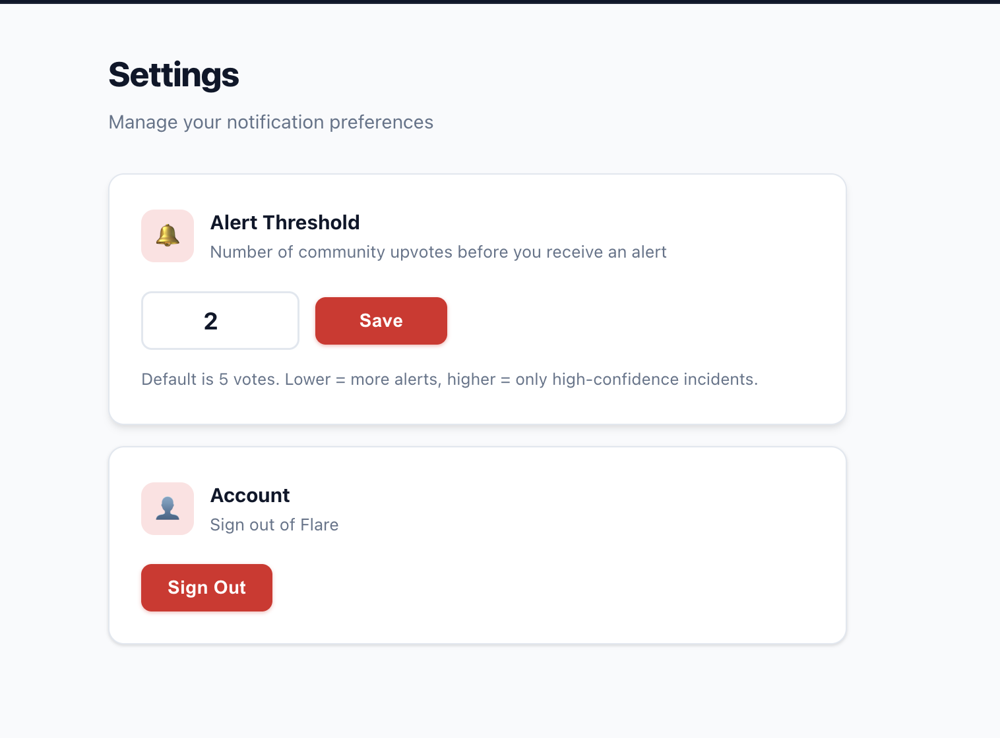 Settings
Manage your notification preferences
Alert Threshold
Number of community upvotes before you receive an alert
2
Save
Default is 5 votes. Lower = more alerts, higher = only high-confidence incidents.
Account
Sign out of Flare
Sign Out